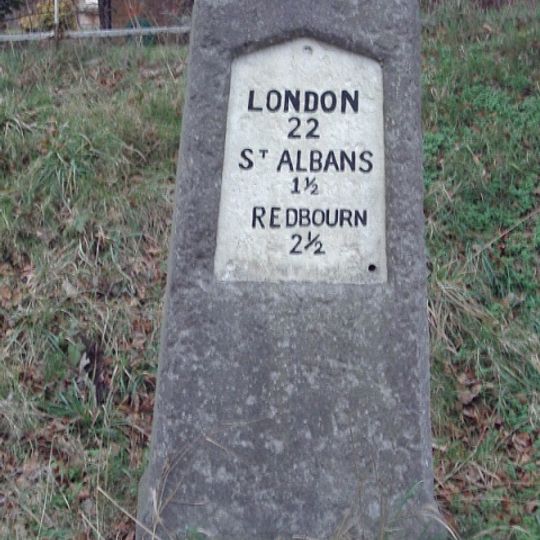 LONDON
22
Sᵀ ALBANS
1½
REDBOURN
2½